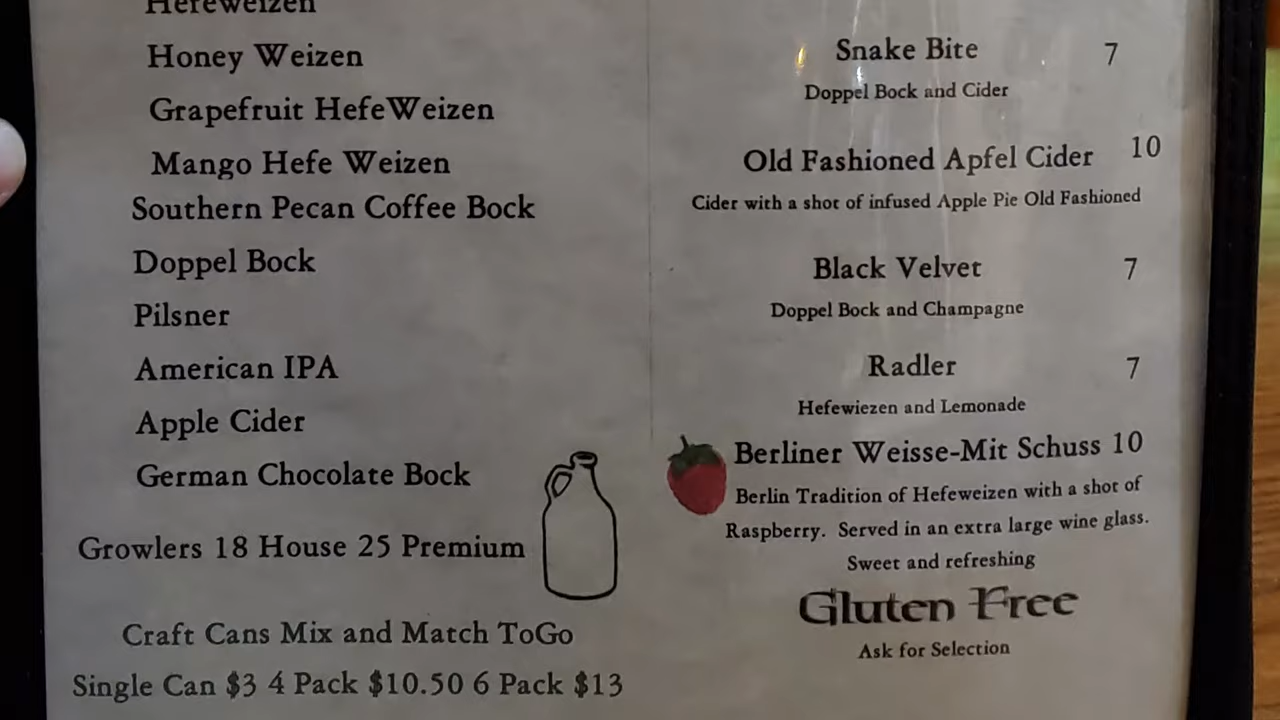 Hefeweizen
Honey Weizen
Grapefruit HefeWeizen
Mango Hefe Weizen
Southern Pecan Coffee Bock
Doppel Bock
Pilsner
American IPA
Apple Cider
German Chocolate Bock
Growlers 18 House 25 Premium
Craft Cans Mix and Match ToGo
Single Can $3 4 Pack $10.50 6 Pack $13
Snake Bite 7
Doppel Bock and Cider
Old Fashioned Apfel Cider 10
Cider with a shot of infused Apple Pie Old Fashioned
Black Velvet 7
Doppel Bock and Champagne
Radler 7
Hefewiezen and Lemonade
Berliner Weisse-Mit Schuss 10
Berlin Tradition of Hefeweizen with a shot of
Raspberry. Served in an extra large wine glass.
Sweet and refreshing
Gluten Free
Ask for Selection